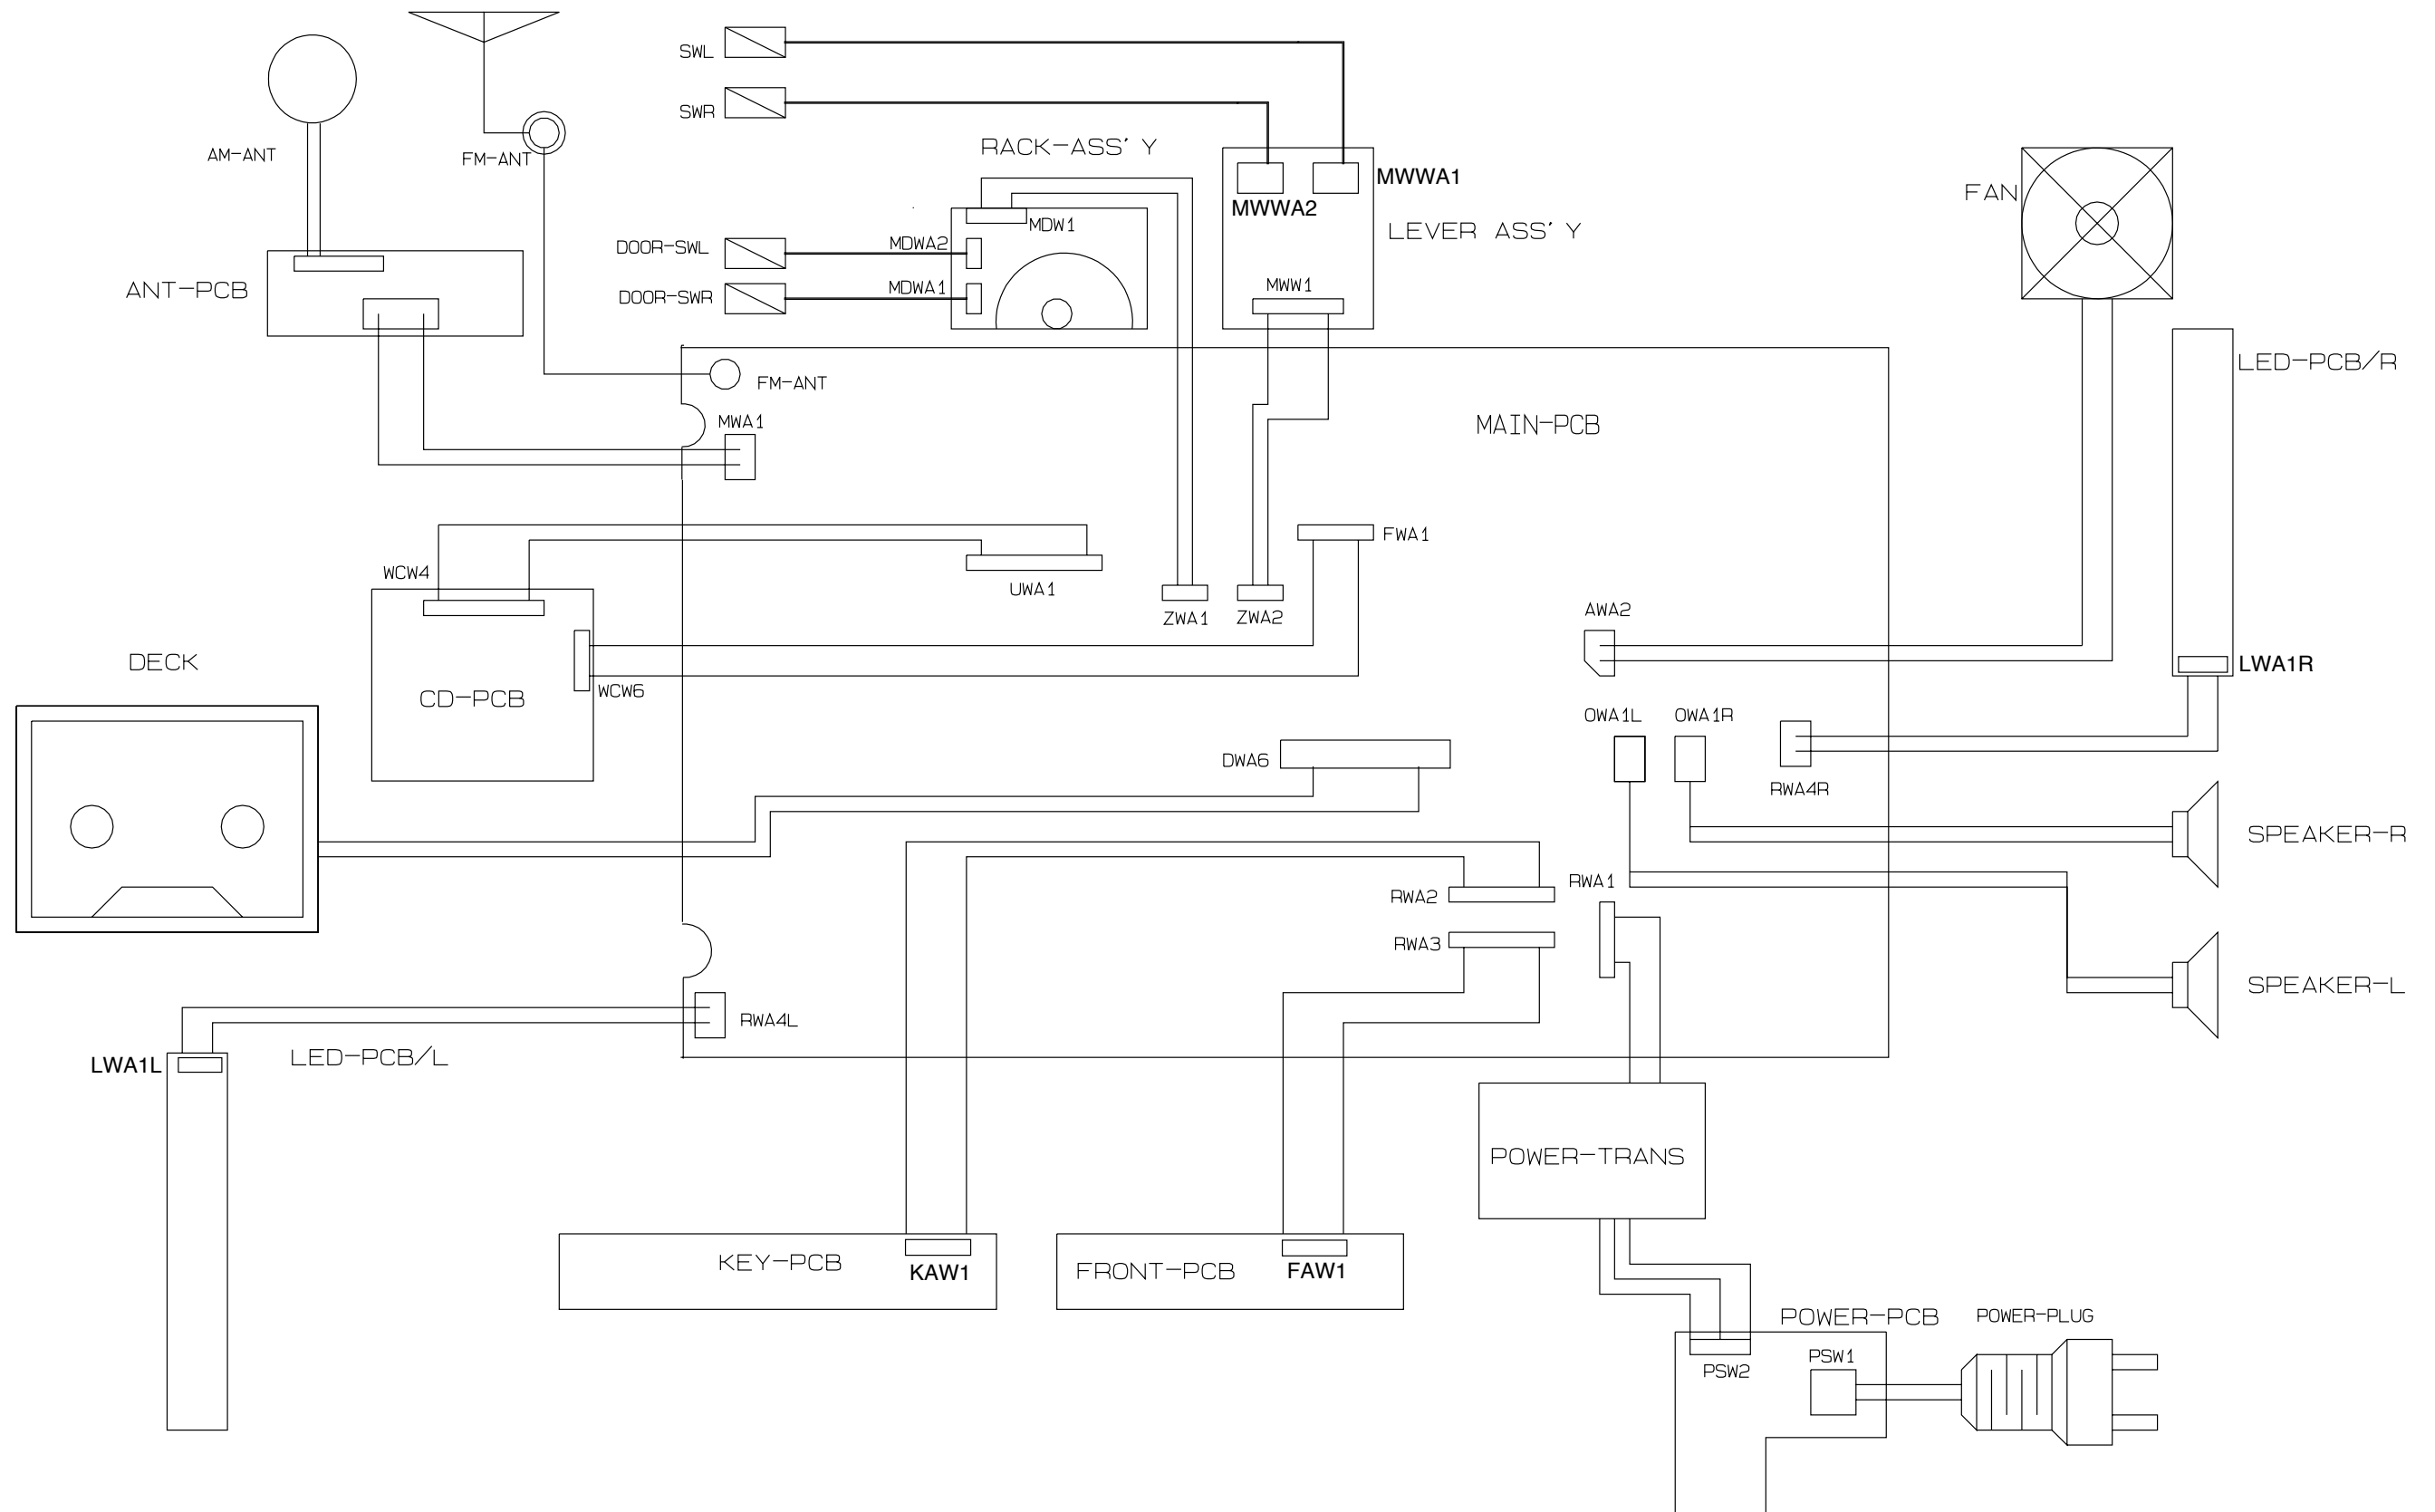 SWL
SWR
AM-ANT
FM-ANT
RACK-ASS'Y
MWWA1
MWWA2
FAN
MDW1
LEVER ASS'Y
DOOR-SWL
MDWA2
ANT-PCB
DOOR-SWR
MDWA1
MWW1
LED-PCB/R
FM-ANT
MWA1
MAIN-PCB
FWA1
WCW4
UWA1
ZWA1
ZWA2
AWA2
DECK
LWA1R
WCW6
CD-PCB
OWA1L
OWA1R
DWA6
RWA4R
SPEAKER-R
RWA1
RWA2
RWA3
SPEAKER-L
RWA4L
LWA1L
LED-PCB/L
POWER-TRANS
KEY-PCB
KAW1
FRONT-PCB
FAW1
POWER-PCB
POWER-PLUG
PSW1
PSW2